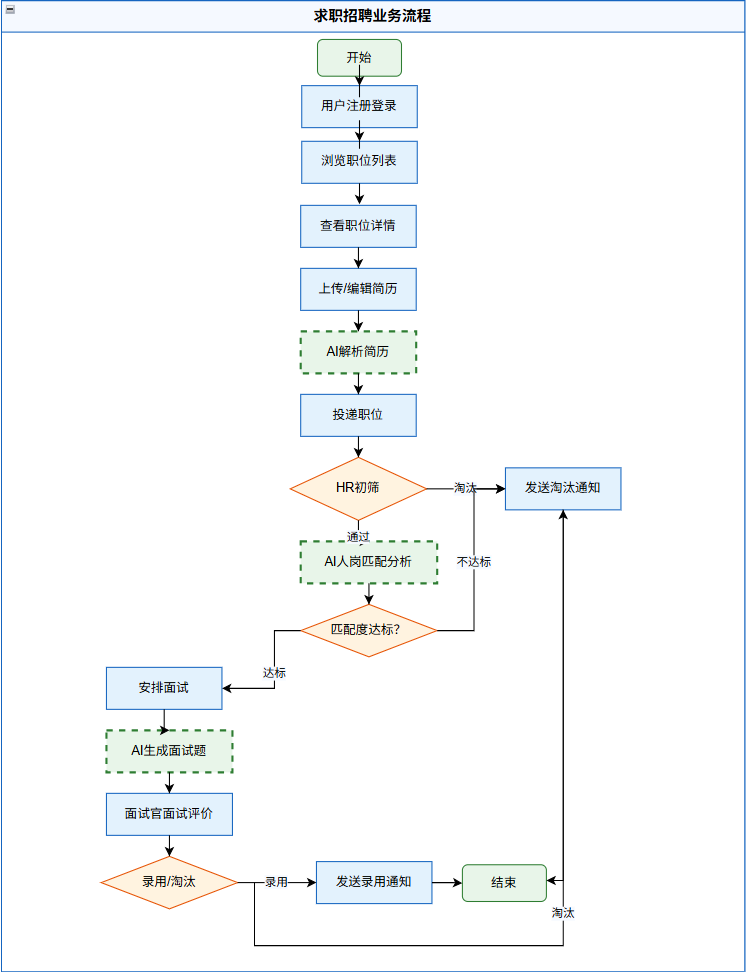 求职招聘业务流程
开始
用户注册登录
浏览职位列表
查看职位详情
上传/编辑简历
AI解析简历
投递职位
HR初筛
淘汰
发送淘汰通知
通过
AI人岗匹配分析
不达标
匹配度达标？
达标
安排面试
AI生成面试题
面试官面试评价
录用/淘汰
录用
发送录用通知
结束
淘汰